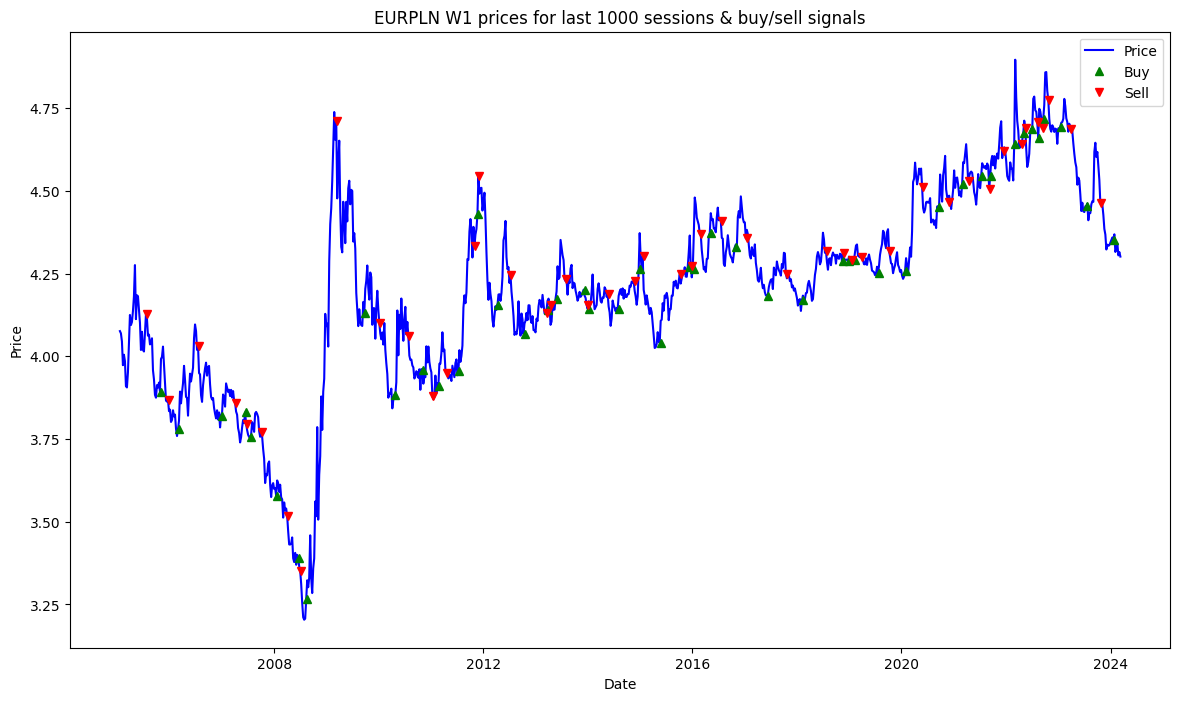 EURPLN W1 prices for last 1000 sessions & buy/sell signals
Price
Buy
Sell
4.75
4.50
4.25
4.00
3.75
3.50
3.25
Price
2008
2012
2016
2020
2024
Date